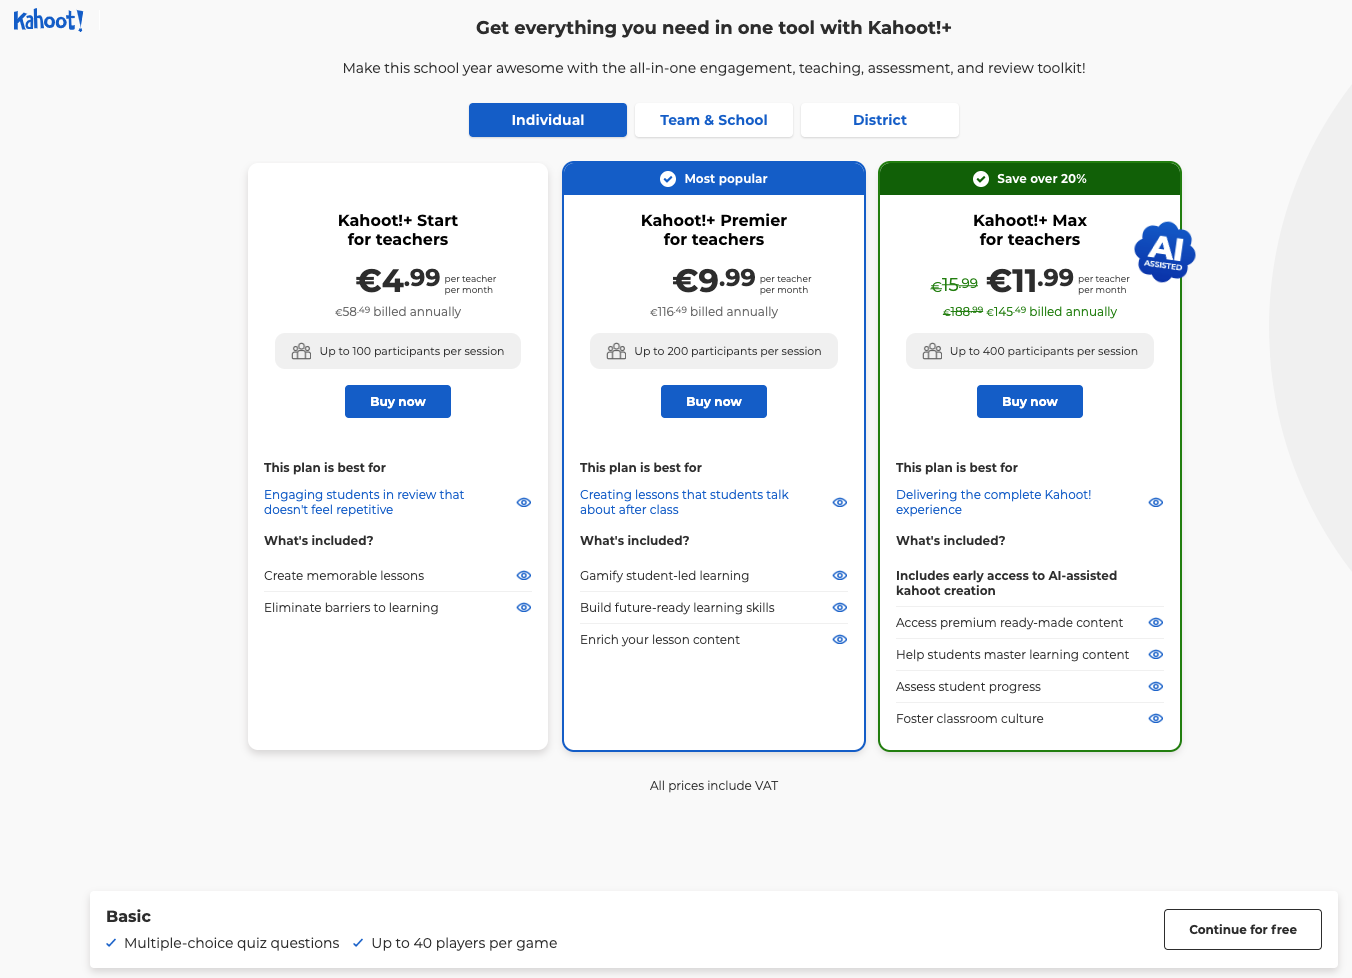 Kahoot!
Get everything you need in one tool with Kahoot!+
Make this school year awesome with the all-in-one engagement, teaching, assessment, and review toolkit!
Individual
Team & School
District
Kahoot!+ Start
for teachers
€4.99 per teacher
per month
€58.49 billed annually
Up to 100 participants per session
Buy now
This plan is best for
Engaging students in review that
doesn't feel repetitive
What's included?
Create memorable lessons
Eliminate barriers to learning
Most popular
Kahoot!+ Premier
for teachers
€9.99 per teacher
per month
€116.49 billed annually
Up to 200 participants per session
Buy now
This plan is best for
Creating lessons that students talk
about after class
What's included?
Gamify student-led learning
Build future-ready learning skills
Enrich your lesson content
Save over 20%
Kahoot!+ Max
for teachers
AI
ASSISTED
€15.99 €11.99 per teacher
per month
€188.99 €145.49 billed annually
Up to 400 participants per session
Buy now
This plan is best for
Delivering the complete Kahoot!
experience
What's included?
Includes early access to AI-assisted
kahoot creation
Access premium ready-made content
Help students master learning content
Assess student progress
Foster classroom culture
All prices include VAT
Basic
Multiple-choice quiz questions
Up to 40 players per game
Continue for free